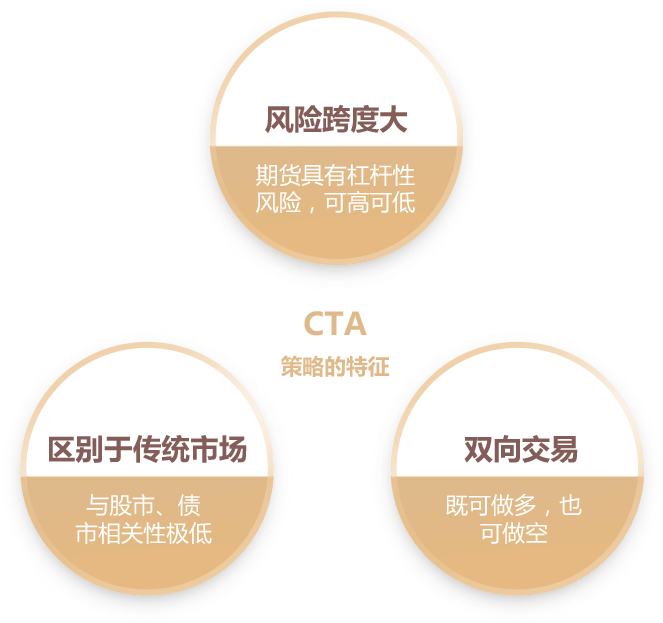 风险跨度大
期货具有杠杆性
风险，可高可低
CTA
策略的特征
区别于传统市场
与股市、债
市相关性极低
双向交易
既可做多，也
可做空